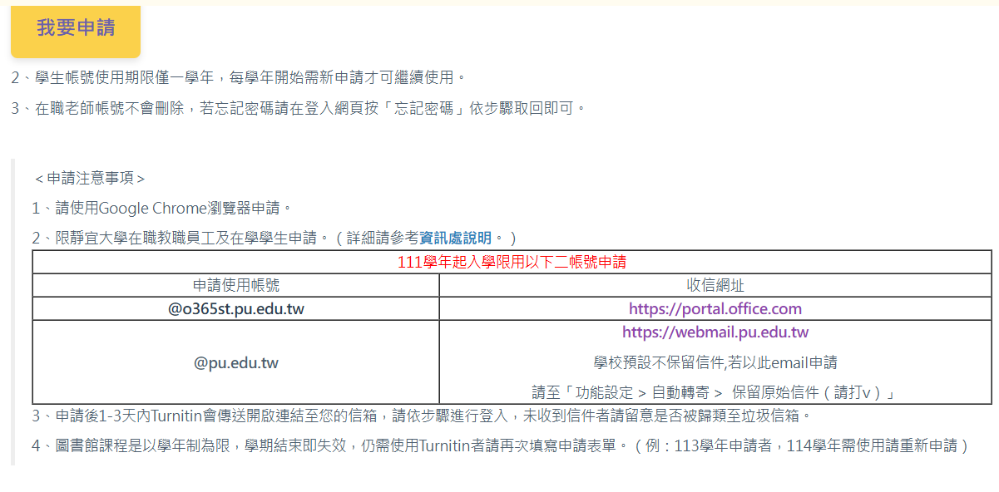 我要申請
2、學生帳號使用期限僅一學年，每學年開始需新申請才可繼續使用。
3、在職老師帳號不會刪除，若忘記密碼請在登入網頁按「忘記密碼」依步驟取回即可。
＜申請注意事項＞
1、請使用Google Chrome瀏覽器申請。
2、限靜宜大學在職教職員工及在學學生申請。（詳細請參考資訊處說明。）
111學年起入學限用以下二帳號申請
申請使用帳號 收信網址
@o365st.pu.edu.tw https://portal.office.com
@pu.edu.tw https://webmail.pu.edu.tw
學校預設不保留信件,若以此email申請
請至「功能設定 > 自動轉寄 >  保留原始信件（請打v）」
3、申請後1-3天內Turnitin會傳送開啟連結至您的信箱，請依步驟進行登入，未收到信件者請留意是否被歸類至垃圾信箱。
4、圖書館課程是以學年制為限，學期結束即失效，仍需使用Turnitin者請再次填寫申請表單。（例：113學年申請者，114學年需使用請重新申請）